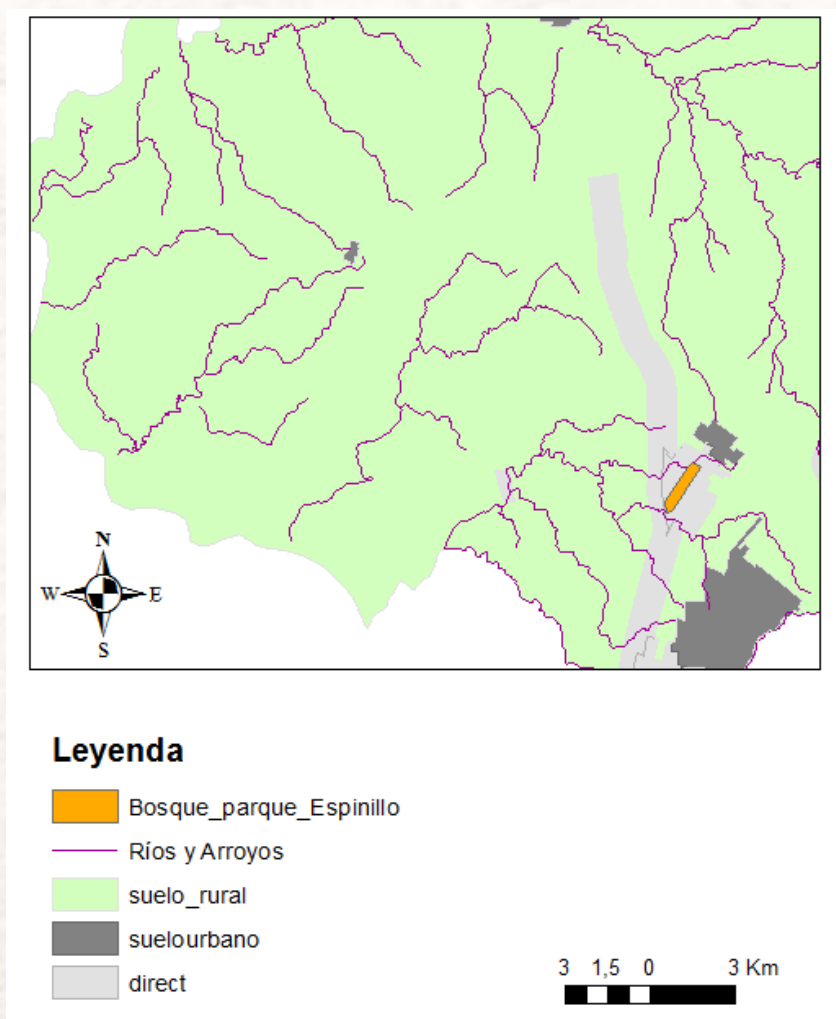 N
W E
S
Leyenda
Bosque_parque_Espinillo
Ríos y Arroyos
suelo_rural
suelourbano
direct
3 1,5 0 3 Km